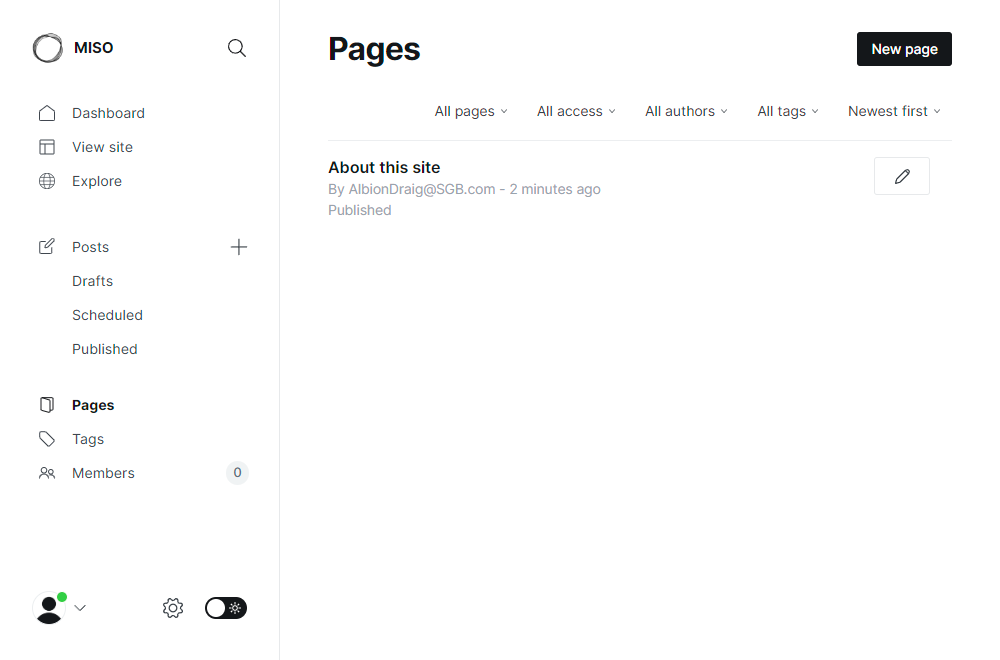 MISO
Dashboard
View site
Explore
Posts
Drafts
Scheduled
Published
Pages
Tags
Members 0
Pages
New page
All pages All access All authors All tags Newest first
About this site
By AlbionDraig@SGB.com - 2 minutes ago
Published